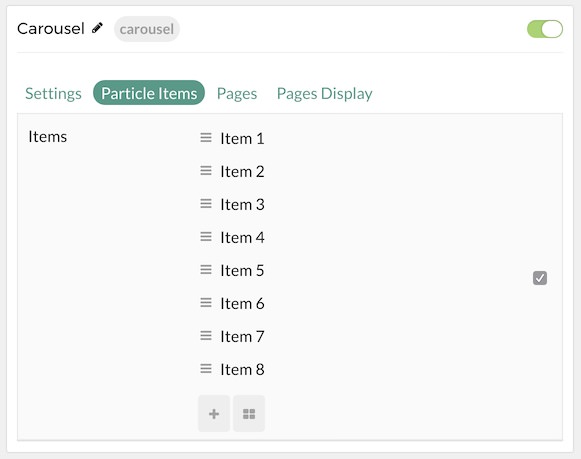 Carousel carousel
Settings Particle Items Pages Pages Display
Items
Item 1
Item 2
Item 3
Item 4
Item 5
Item 6
Item 7
Item 8